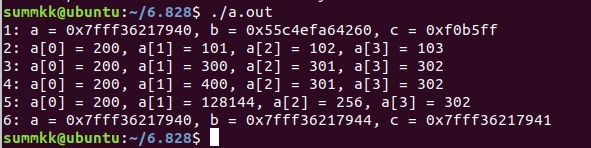 summkk@ubuntu:~/6.828$ ./a.out
1: a = 0x7fff36217940, b = 0x55c4efa64260, c = 0xf0b5ff
2: a[0] = 200, a[1] = 101, a[2] = 102, a[3] = 103
3: a[0] = 200, a[1] = 300, a[2] = 301, a[3] = 302
4: a[0] = 200, a[1] = 400, a[2] = 301, a[3] = 302
5: a[0] = 200, a[1] = 128144, a[2] = 256, a[3] = 302
6: a = 0x7fff36217940, b = 0x7fff36217944, c = 0x7fff36217941
summkk@ubuntu:~/6.828$